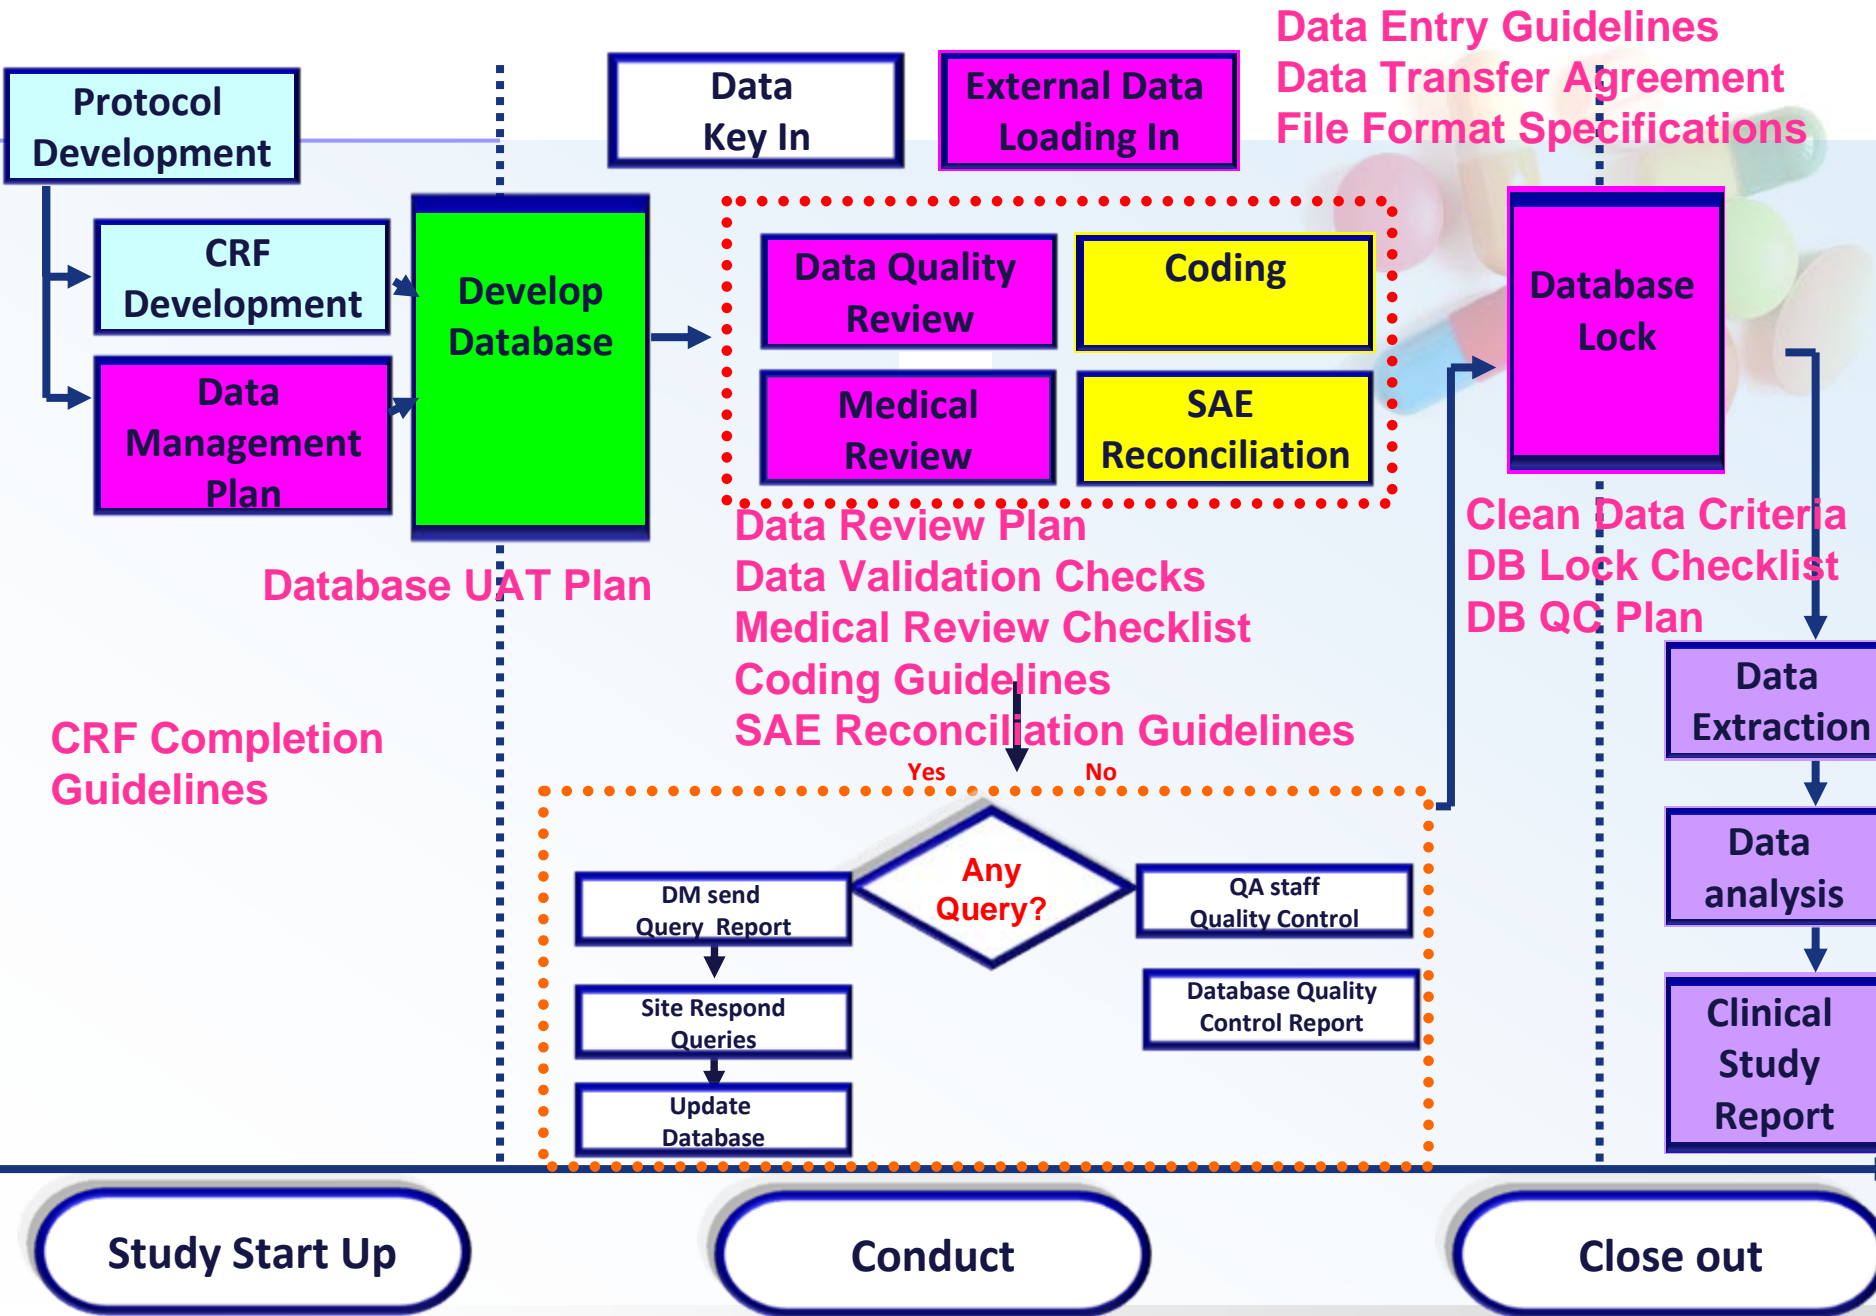 Data Entry Guidelines
Data Transfer Agreement
File Format Specifications
Protocol
Development
Data
Key In
External Data
Loading In
CRF
Development
Data
Management
Plan
Develop
Database
Data Quality
Review
Coding
Medical
Review
SAE
Reconciliation
Database
Lock
Database UAT Plan
CRF Completion
Guidelines
Data Review Plan
Data Validation Checks
Medical Review Checklist
Coding Guidelines
SAE Reconciliation Guidelines
Clean Data Criteria
DB Lock Checklist
DB QC Plan
Yes
No
Any
Query?
DM send
Query Report
Site Respond
Queries
Update
Database
QA staff
Quality Control
Database Quality
Control Report
Data
Extraction
Data
analysis
Clinical
Study
Report
Study Start Up
Conduct
Close out